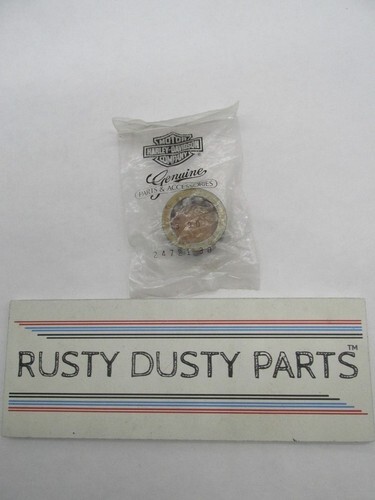 MOTOR
HARLEY-DAVIDSON
COMPANY
®
Genuine
PARTS & ACCESSORIES
RUSTY DUSTY PARTS™